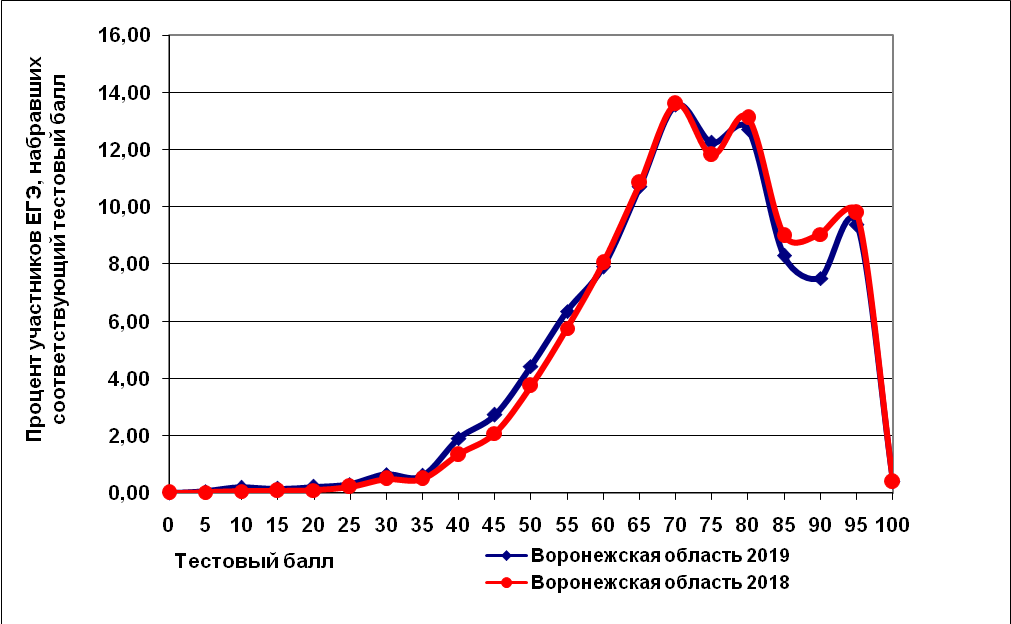 Процент участников ЕГЭ, набравших
соответствующий тестовый балл
16,00
14,00
12,00
10,00
8,00
6,00
4,00
2,00
0,00
0 5 10 15 20 25 30 35 40 45 50 55 60 65 70 75 80 85 90 95 100
Тестовый балл
Воронежская область 2019
Воронежская область 2018